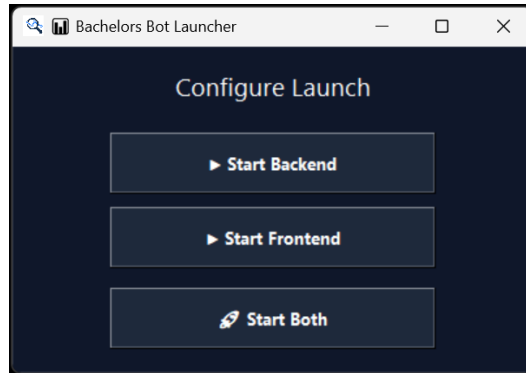 Bachelors Bot Launcher
Configure Launch
▶ Start Backend
▶ Start Frontend
🚀 Start Both